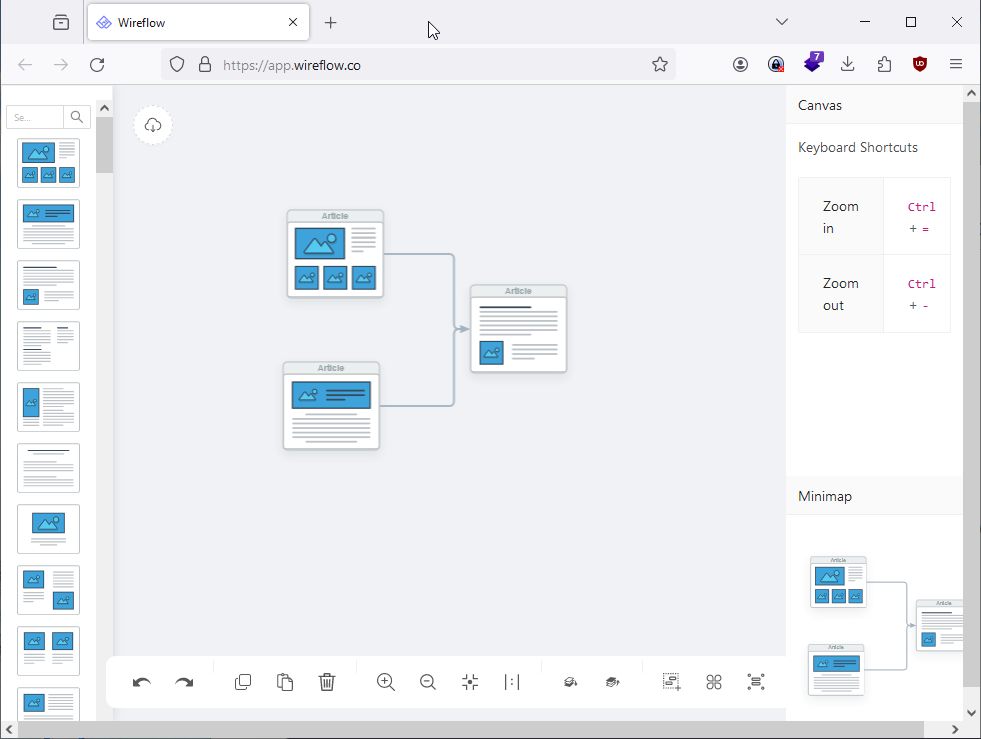 Wireflow
https://app.wireflow.co
7
Se...
Canvas
Keyboard Shortcuts
Zoom in
Ctrl + =
Zoom out
Ctrl + -
Article
Article
Article
Minimap
Article
Article
Article